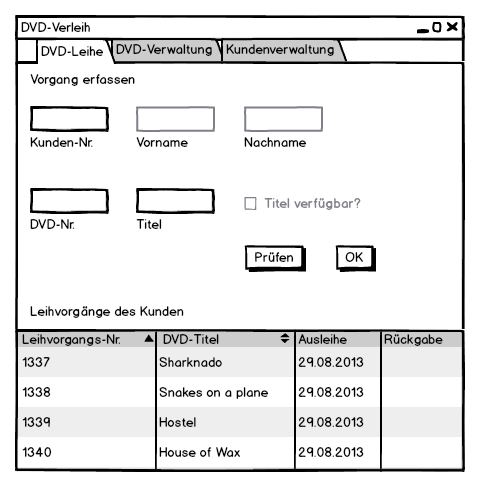 DVD-Verleih
DVD-Leihe DVD-Verwaltung Kundenverwaltung
Vorgang erfassen
Kunden-Nr. Vorname Nachname
Titel verfügbar?
DVD-Nr. Titel
Prüfen OK
Leihvorgänge des Kunden
Leihvorgangs-Nr. DVD-Titel Ausleihe Rückgabe
1337 Sharknado 29.08.2013
1338 Snakes on a plane 29.08.2013
1339 Hostel 29.08.2013
1340 House of Wax 29.08.2013